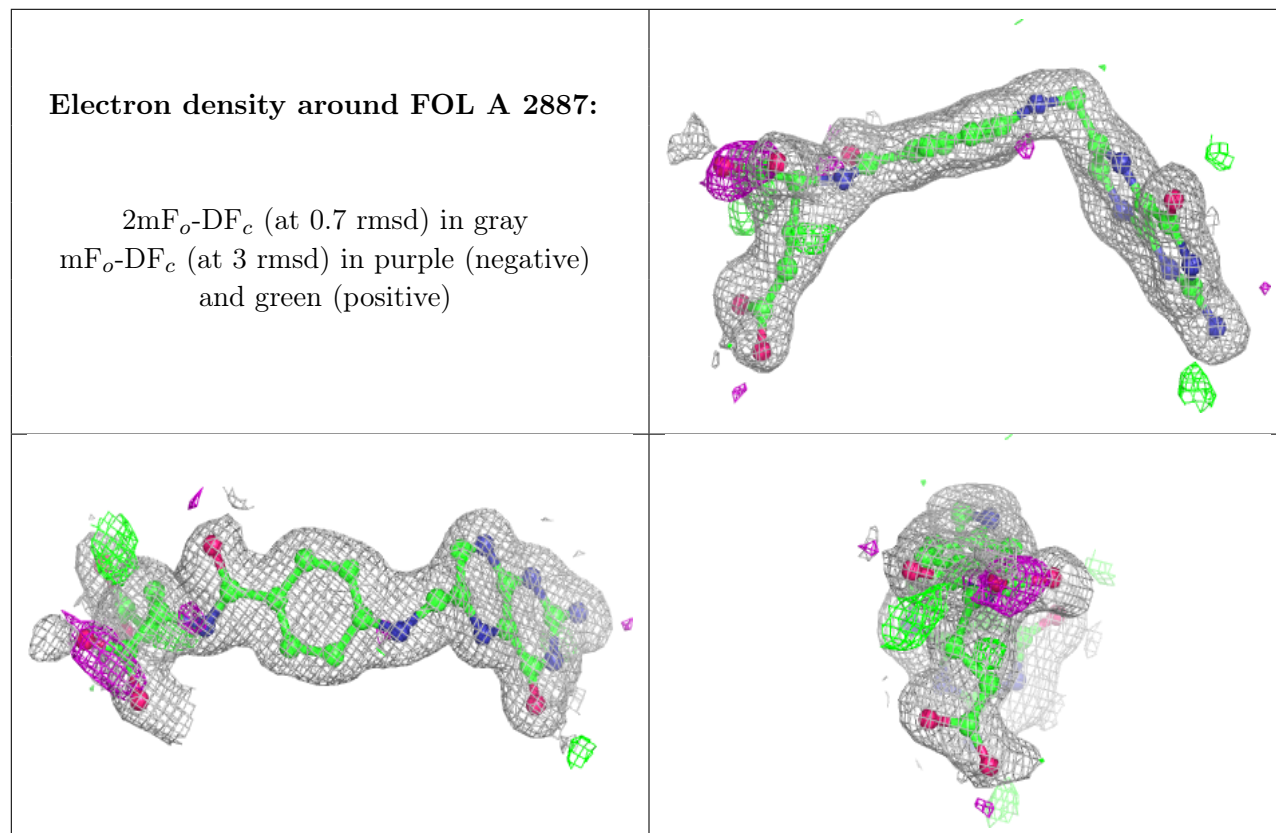 Electron density around FOL A 2887:
2mFₒ-DF𝒸 (at 0.7 rmsd) in gray
mFₒ-DF𝒸 (at 3 rmsd) in purple (negative)
and green (positive)